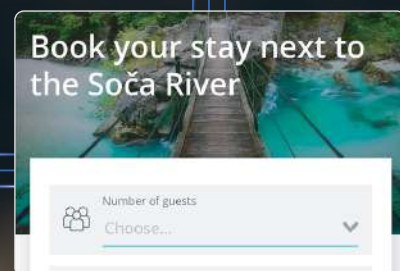 Book your stay next to
the Soča River
Number of guests
Choose...